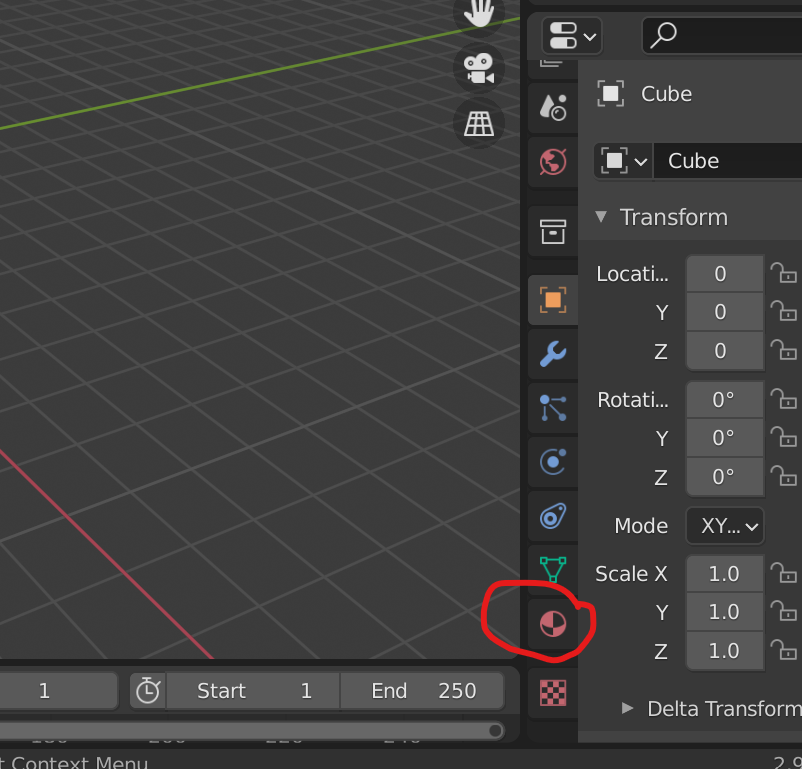 Cube
Cube
Transform
Locati... 0
Y 0
Z 0
Rotati... 0°
Y 0°
Z 0°
Mode XY...
Scale X 1.0
Y 1.0
Z 1.0
Delta Transform
1 Start 1 End 250
t Context Menu 2.9